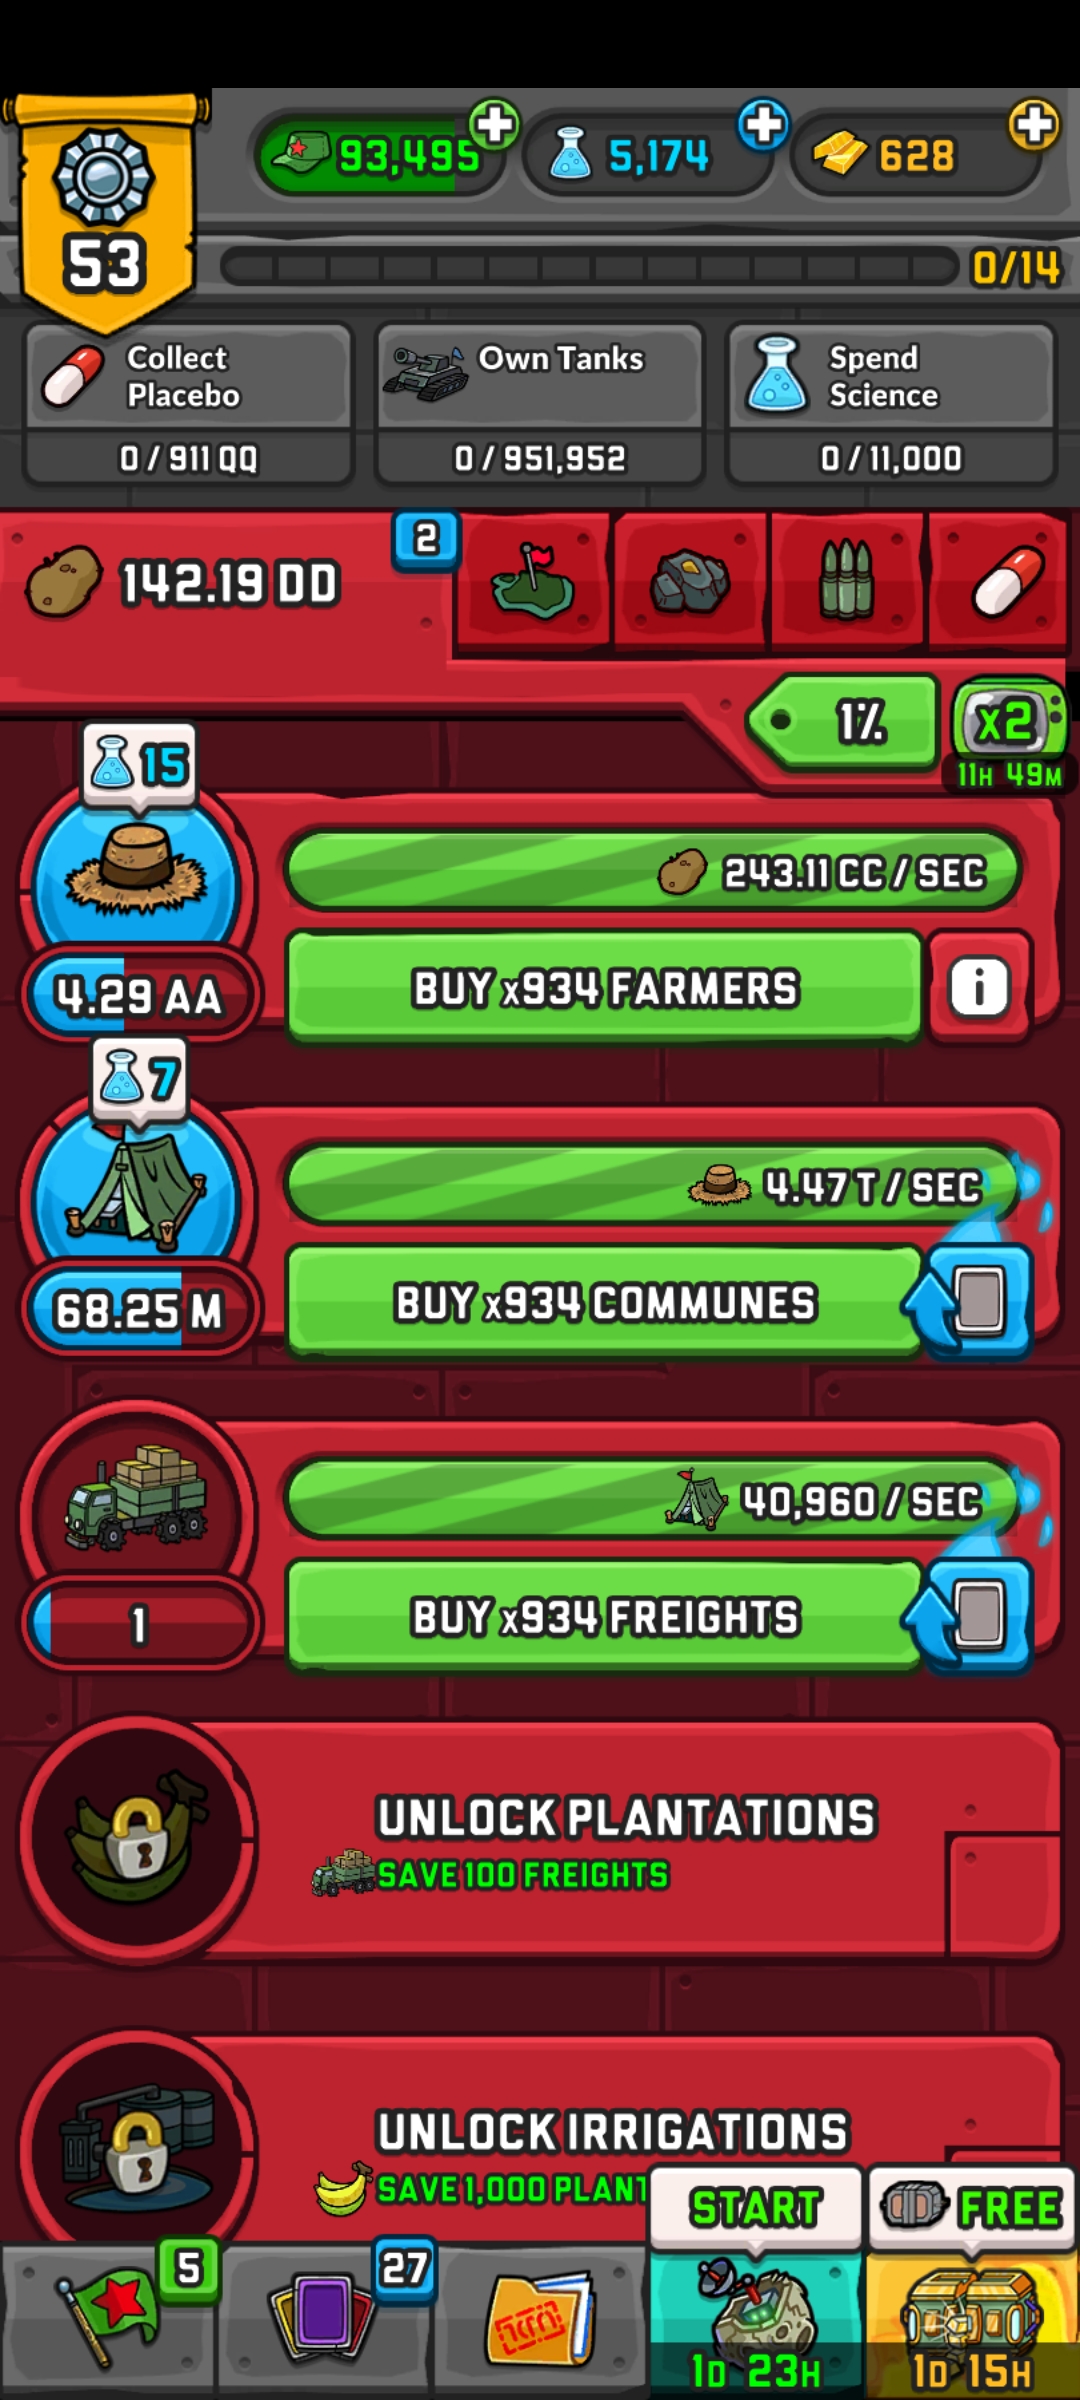 93,495
5,174
628
53
0/14
Collect
Placebo
0 / 911 QQ
Own Tanks
0 / 951,952
Spend
Science
0 / 11,000
142.19 DD
2
1%
x2
11H 49M
15
243.11 CC / SEC
4.29 AA
BUY x934 FARMERS
i
7
4.47 T / SEC
68.25 M
BUY x934 COMMUNES
40,960 / SEC
1
BUY x934 FREIGHTS
UNLOCK PLANTATIONS
SAVE 100 FREIGHTS
UNLOCK IRRIGATIONS
SAVE 1,000 PLANT
START
FREE
5
27
1D 23H
1D 15H